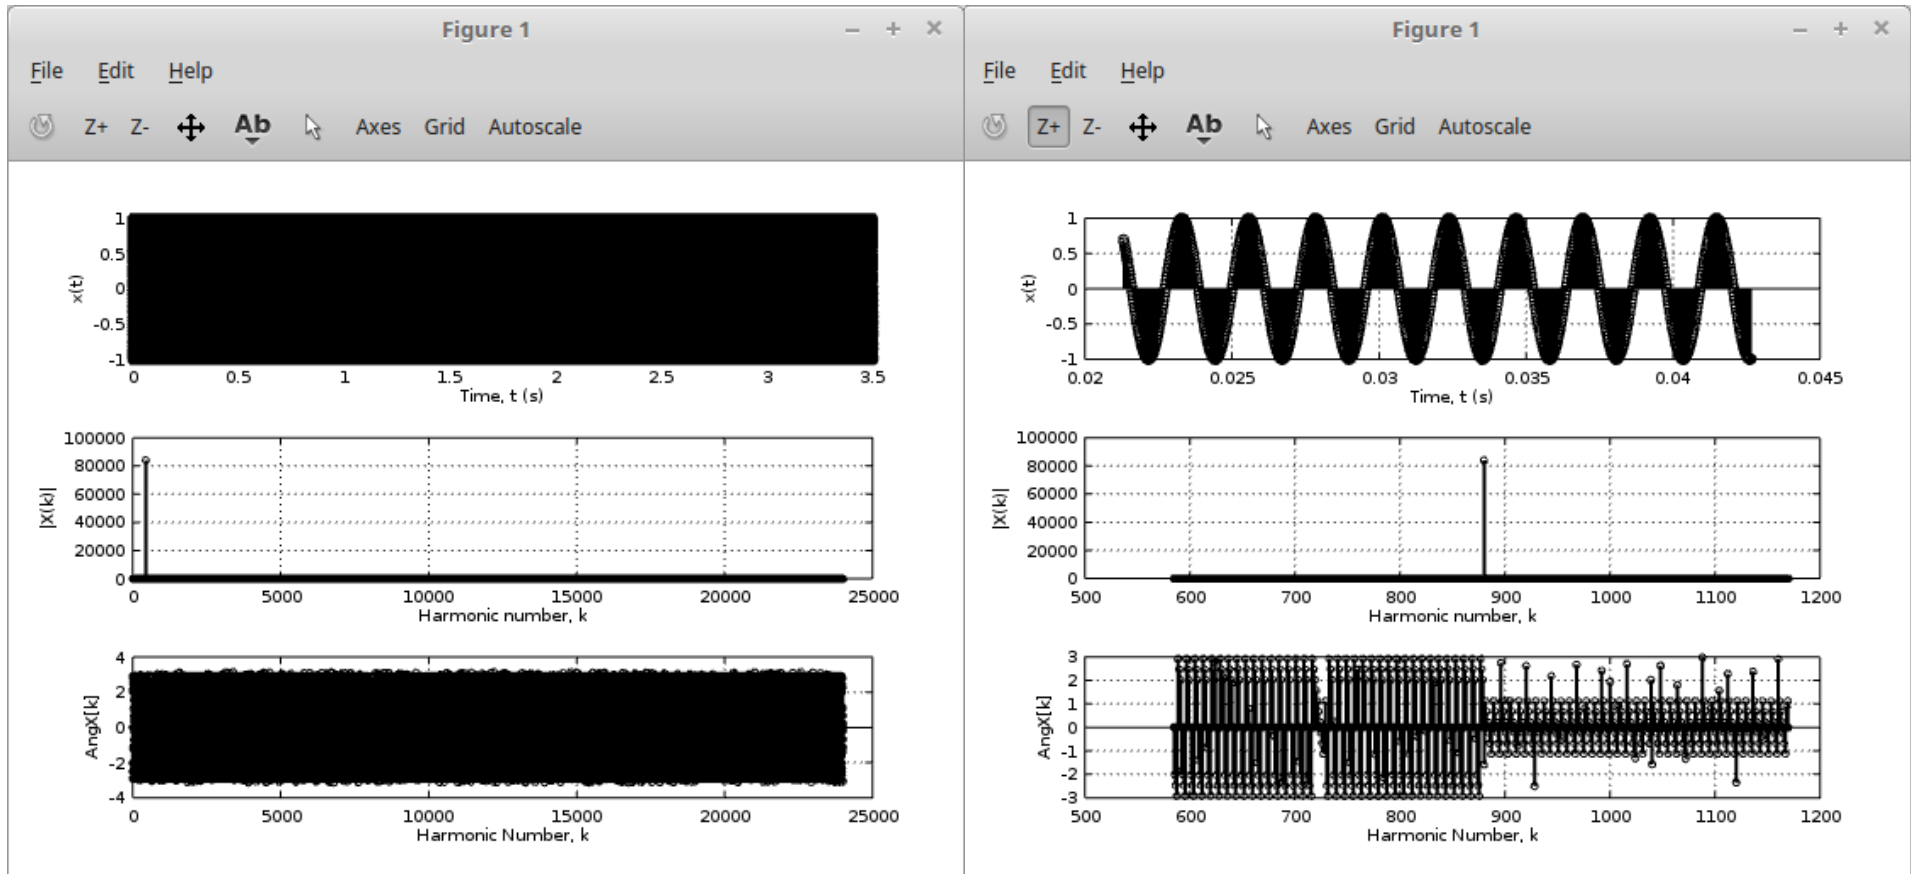 Figure 1
File Edit Help
Z+ Z- Ab Axes Grid Autoscale
1
0.5
0
-0.5
-1
x(t)
0 0.5 1 1.5 2 2.5 3 3.5
Time, t (s)
100000
80000
60000
40000
20000
0
|X(k)|
0 5000 10000 15000 20000 25000
Harmonic number, k
4
2
0
-2
-4
AngX[k]
0 5000 10000 15000 20000 25000
Harmonic Number, k
Figure 1
File Edit Help
Z+ Z- Ab Axes Grid Autoscale
1
0.5
0
-0.5
-1
x(t)
0.02 0.025 0.03 0.035 0.04 0.045
Time, t (s)
100000
80000
60000
40000
20000
0
|X(k)|
500 600 700 800 900 1000 1100 1200
Harmonic number, k
3
2
1
0
-1
-2
-3
AngX[k]
500 600 700 800 900 1000 1100 1200
Harmonic Number, k